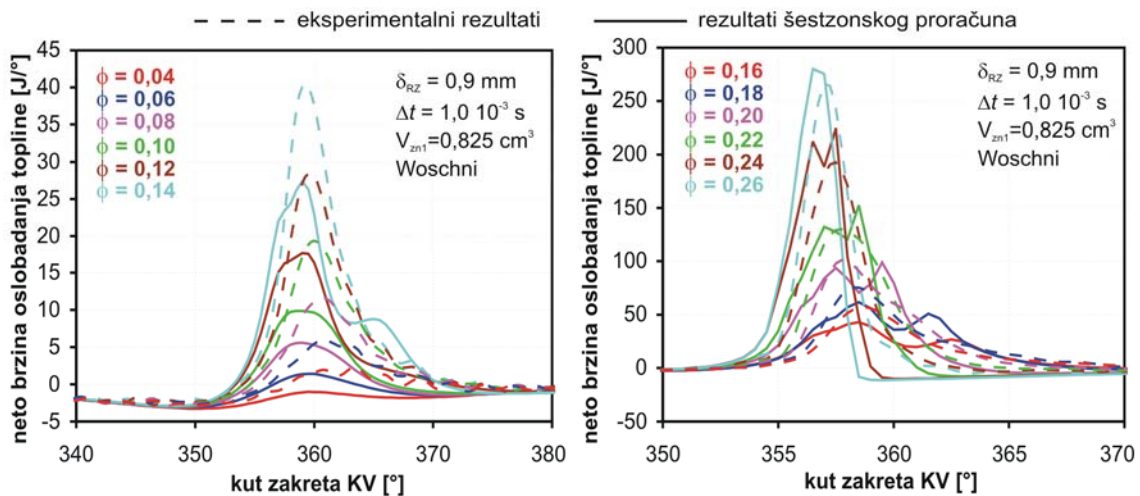 eksperimentalni rezultati
rezultati šestzonskog proračuna
neto brzina oslobadanja topline [J/°]
45
40
35
30
25
20
15
10
5
0
-5
ϕ = 0,04
ϕ = 0,06
ϕ = 0,08
ϕ = 0,10
ϕ = 0,12
ϕ = 0,14
δRZ = 0,9 mm
Δt = 1,0 10⁻³ s
Vzn1=0,825 cm³
Woschni
340
350
360
370
380
kut zakreta KV [°]
neto brzina oslobadanja topline [J/°]
300
250
200
150
100
50
0
-50
ϕ = 0,16
ϕ = 0,18
ϕ = 0,20
ϕ = 0,22
ϕ = 0,24
ϕ = 0,26
δRZ = 0,9 mm
Δt = 1,0 10⁻³ s
Vzn1=0,825 cm³
Woschni
350
355
360
365
370
kut zakreta KV [°]